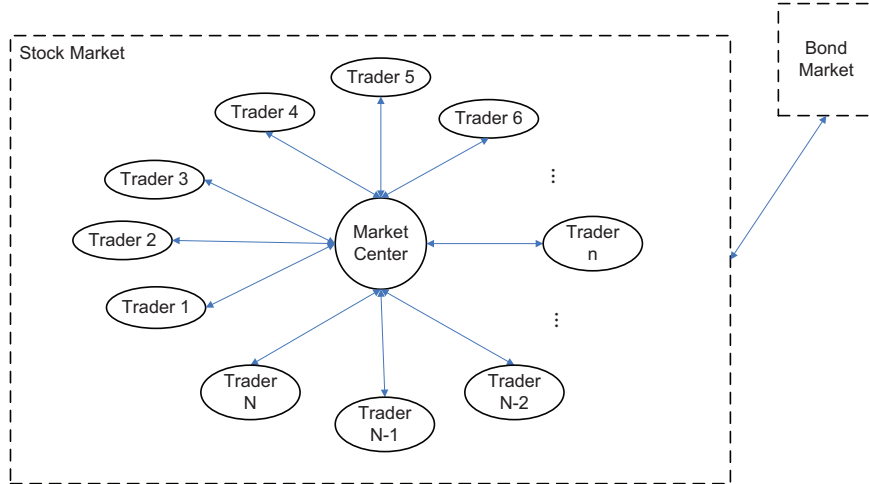 Stock Market
Bond
Market
Trader 5
Trader 4
Trader 6
Trader 3
...
Market
Center
Trader 2
Trader
n
Trader 1
...
Trader
N
Trader
N-1
Trader
N-2